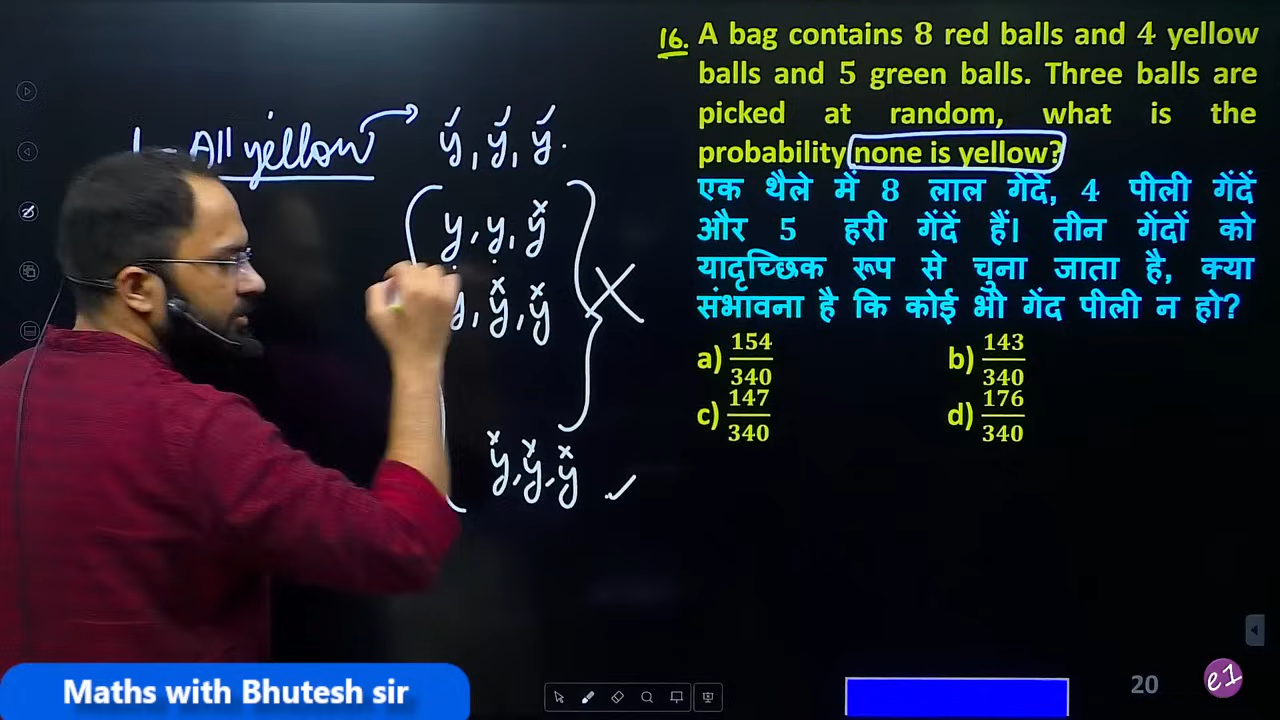 1 - All yellow → y, y, y.
y, y, y
y, y, y
y, y, y ✓
16. A bag contains 8 red balls and 4 yellow
balls and 5 green balls. Three balls are
picked at random, what is the
probability none is yellow?
एक थैले में 8 लाल गेंदें, 4 पीली गेंदें
और 5 हरी गेंदें हैं। तीन गेंदों को
यादृच्छिक रूप से चुना जाता है, क्या
संभावना है कि कोई भी गेंद पीली न हो?
a) 154/340 b) 143/340
c) 147/340 d) 176/340
Maths with Bhutesh sir
20
e1